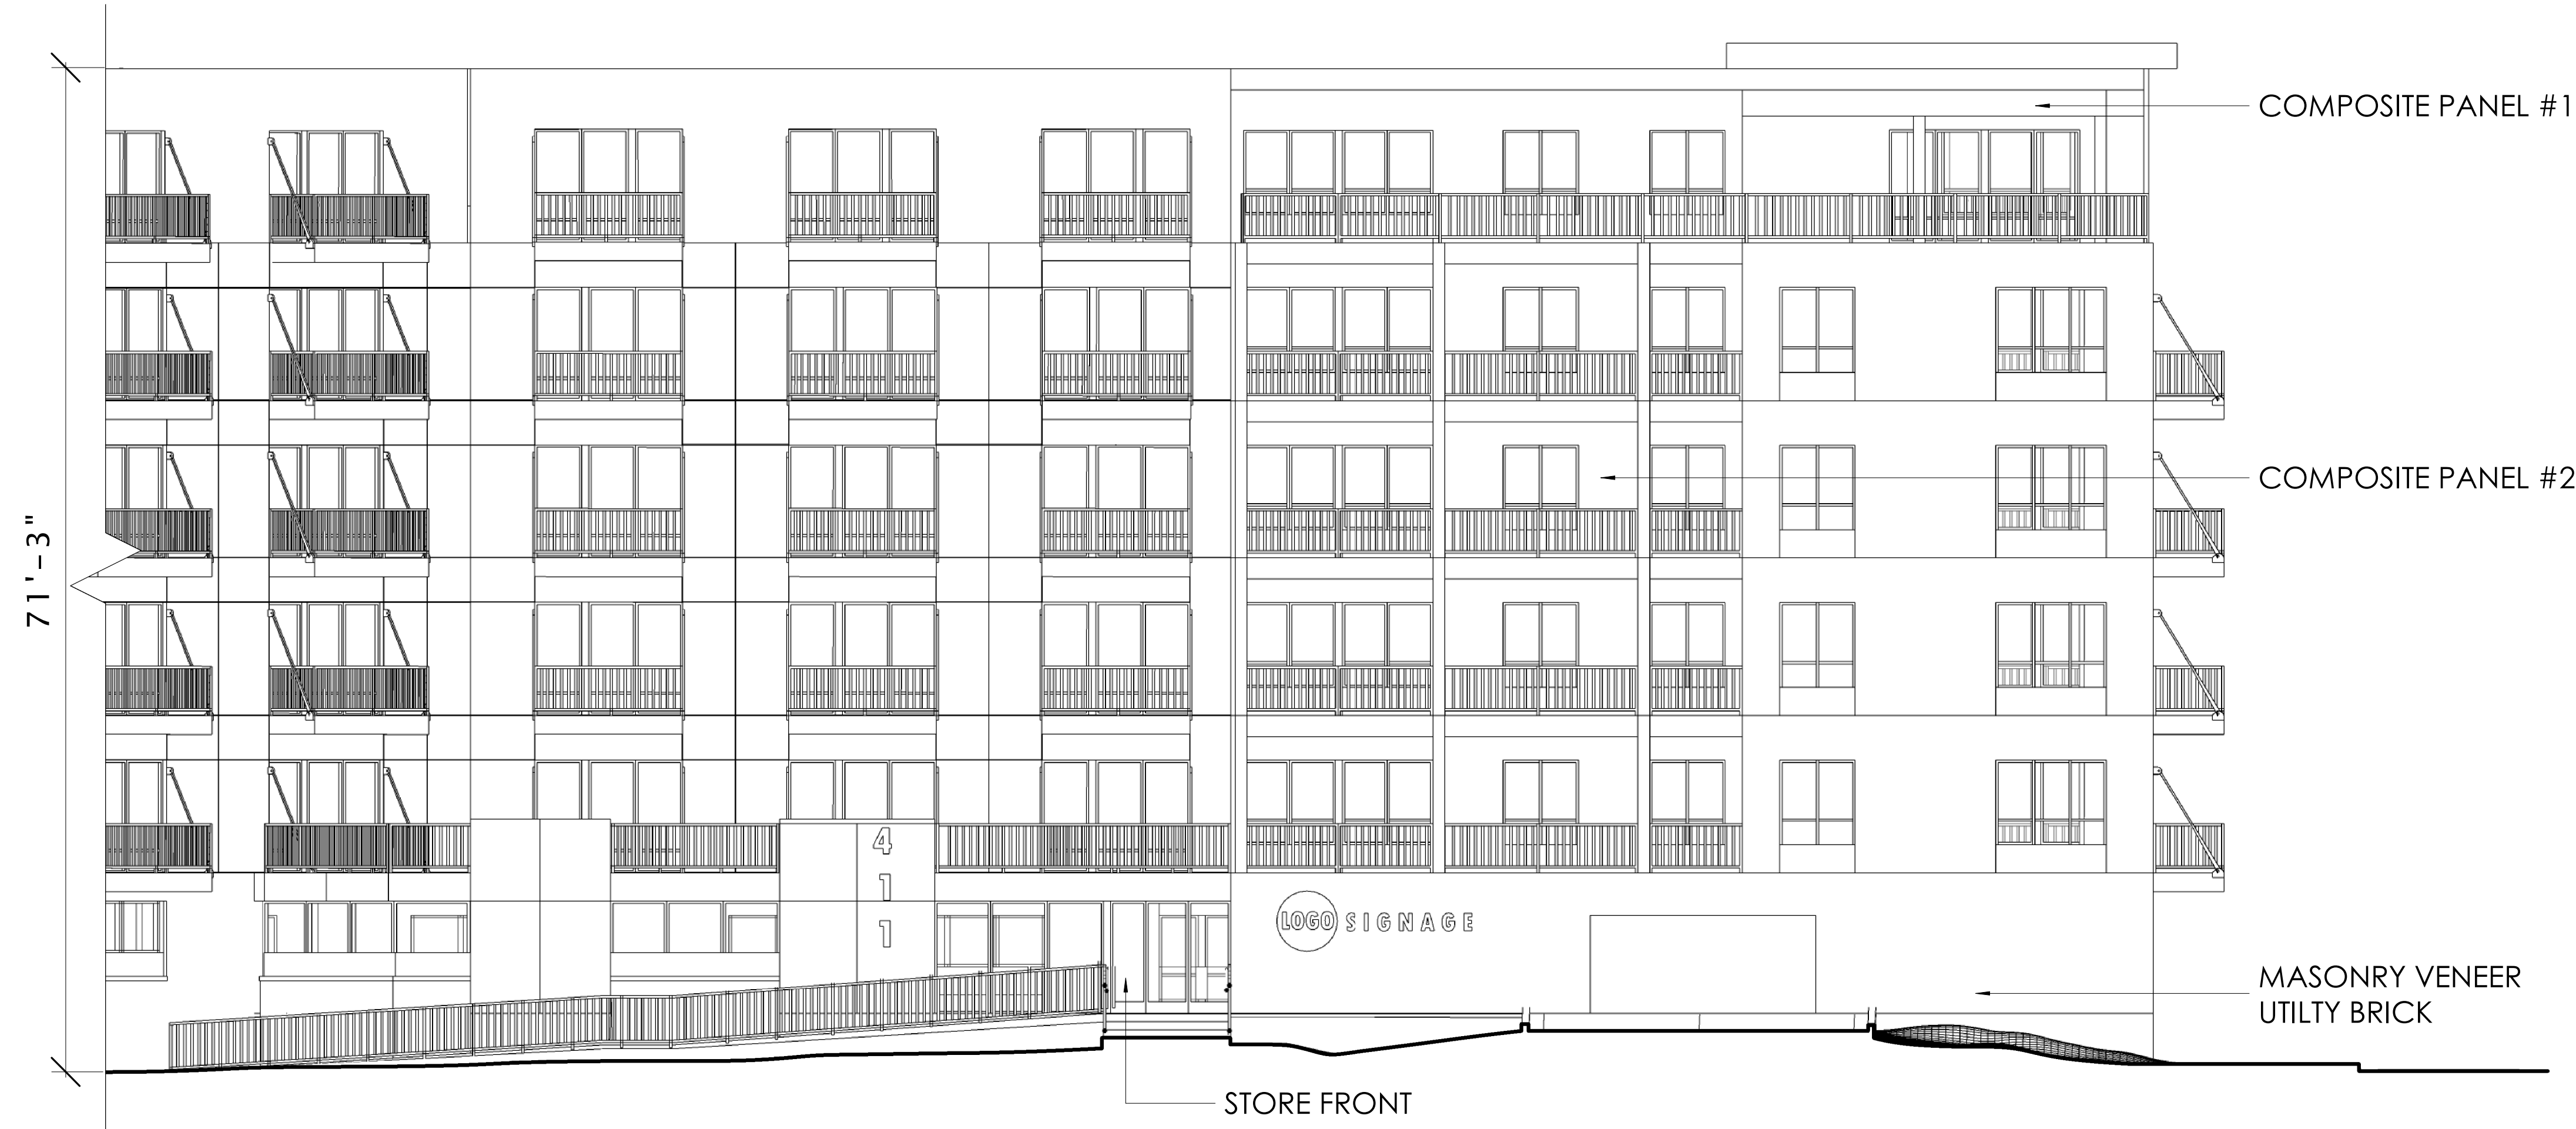 COMPOSITE PANEL #1
COMPOSITE PANEL #2
71'-3"
4
1
1
LOGO SIGNAGE
MASONRY VENEER
UTILTY BRICK
STORE FRONT